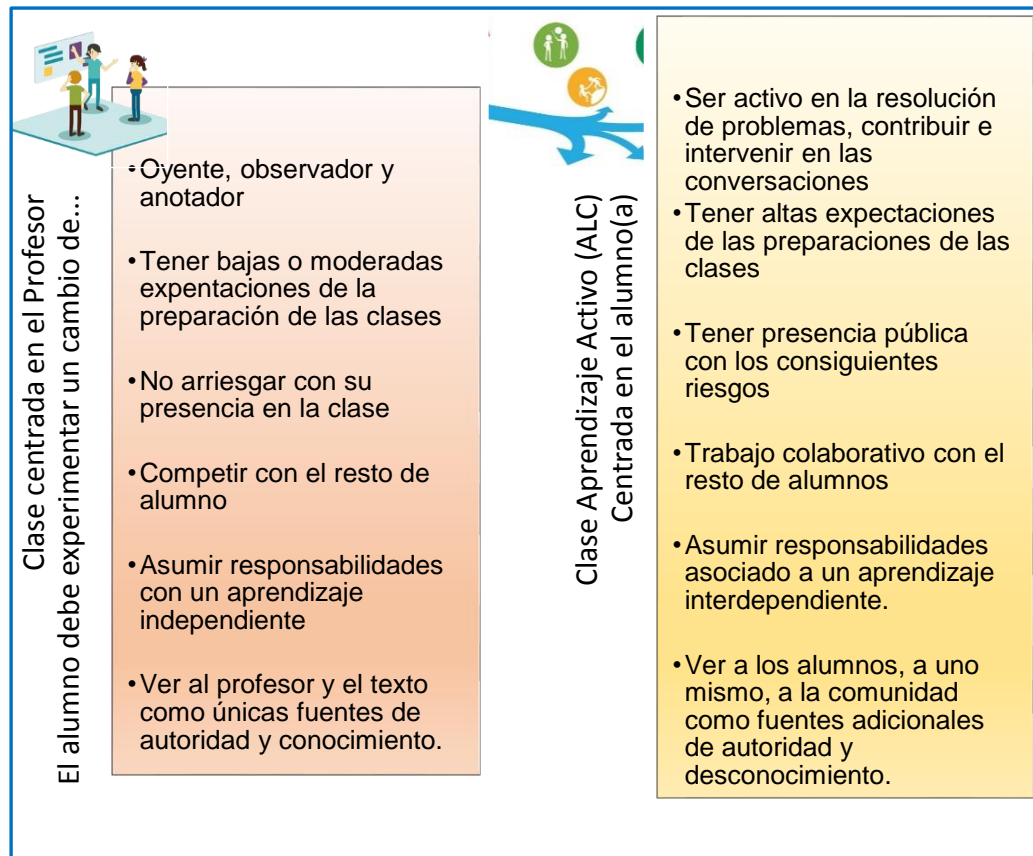 Clase centrada en el Profesor
El alumno debe experimentar un cambio de...
•Oyente, observador y
anotador
•Tener bajas o moderadas
expentaciones de la
preparación de las clases
•No arriesgar con su
presencia en la clase
•Competir con el resto de
alumno
•Asumir responsabilidades
con un aprendizaje
independiente
•Ver al profesor y el texto
como únicas fuentes de
autoridad y conocimiento.
Clase Aprendizaje Activo (ALC)
Centrada en el alumno(a)
•Ser activo en la resolución
de problemas, contribuir e
intervenir en las
conversaciones
•Tener altas expectaciones
de las preparaciones de las
clases
•Tener presencia pública
con los consiguientes
riesgos
•Trabajo colaborativo con el
resto de alumnos
•Asumir responsabilidades
asociado a un aprendizaje
interdependiente.
•Ver a los alumnos, a uno
mismo, a la comunidad
como fuentes adicionales
de autoridad y
desconocimiento.